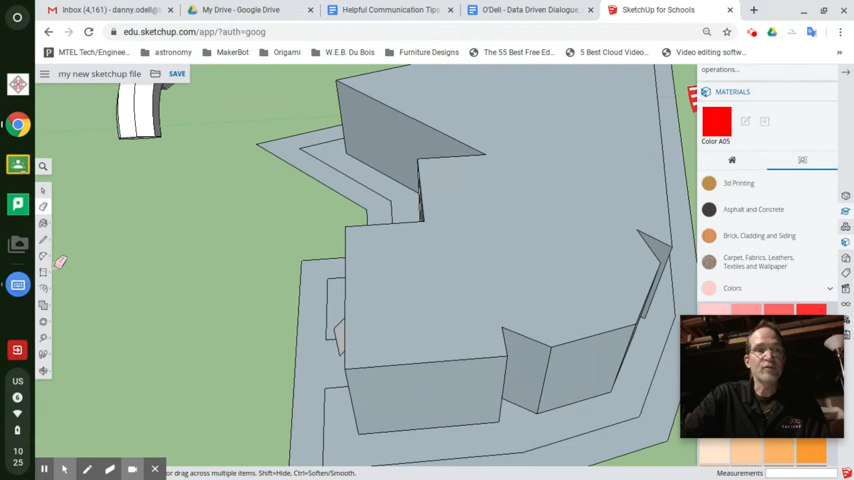 Inbox (4,161) - danny.odell@
My Drive - Google Drive
Helpful Communication Tips
O'Dell - Data Driven Dialogue,
SketchUp for Schools
edu.sketchup.com/app/?auth=goog
MTEL Tech/Engine
astronomy
MakerBot
Origami
W.E.B. Du Bois
Furniture Designs
The 55 Best Free Ed...
5 Best Cloud Video...
Video editing softw...
my new sketchup file
SAVE
operations...
MATERIALS
Color A05
3d Printing
Asphalt and Concrete
Brick, Cladding and Siding
Carpet, Fabrics, Leathers,
Textiles and Wallpaper
Colors
US
6
10
25
or drag across multiple items. Shift=Hide, Ctrl=Soften/Smooth.
Measurements